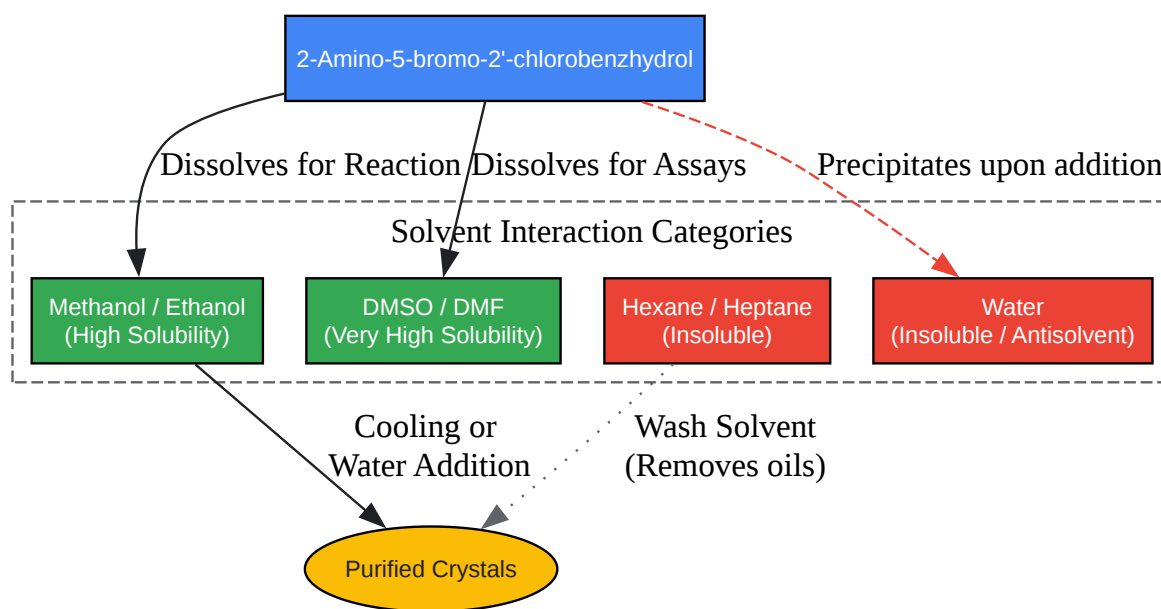 2-Amino-5-bromo-2'-chlorobenzhydrol
Dissolves for Reaction
Dissolves for Assays
Precipitates upon addition
Solvent Interaction Categories
Methanol / Ethanol
(High Solubility)
DMSO / DMF
(Very High Solubility)
Hexane / Heptane
(Insoluble)
Water
(Insoluble / Antisolvent)
Cooling or
Water Addition
Wash Solvent
(Removes oils)
Purified Crystals